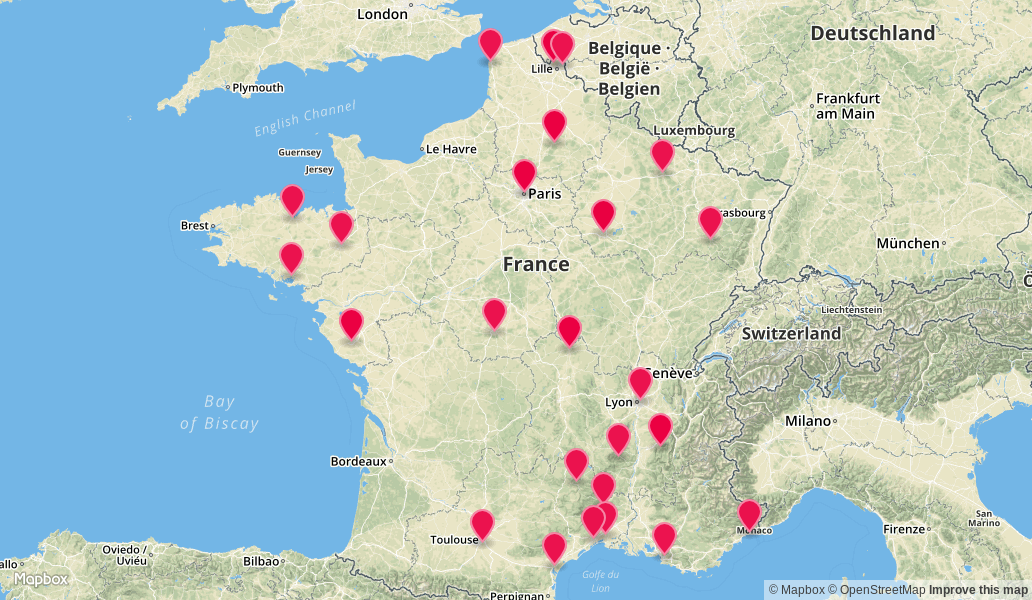 London
Deutschland
Belgique ·
België ·
Belgien
Lille
Plymouth
Frankfurt
am Main
English Channel
Luxembourg
Guernsey
Le Havre
Jersey
Paris
rasbourg
Brest
München
France
Ö
Liechtenstein
Switzerland
Genève
Bay
of Biscay
Lyon
Milano
Bordeaux
San
Marino
Monaco
Firenze
Toulouse
Oviedo /
Uviéu
Bilbao
allo
Golfe du
Lion
Perpignan
Mapbox
© Mapbox © OpenStreetMap Improve this map